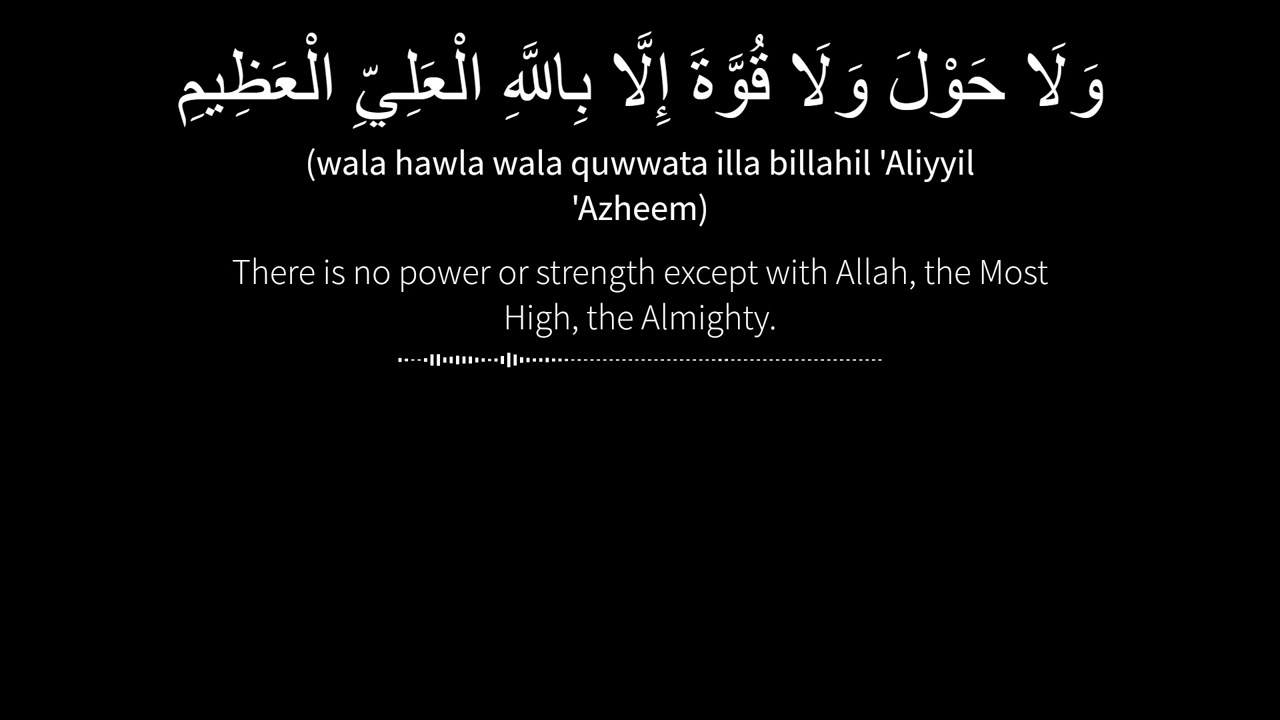 وَلَا حَوْلَ وَلَا قُوَّةَ إِلَّا بِاللَّهِ الْعَلِيِّ الْعَظِيمِ
(wala hawla wala quwwata illa billahil 'Aliyyil
'Azheem)
There is no power or strength except with Allah, the Most
High, the Almighty.